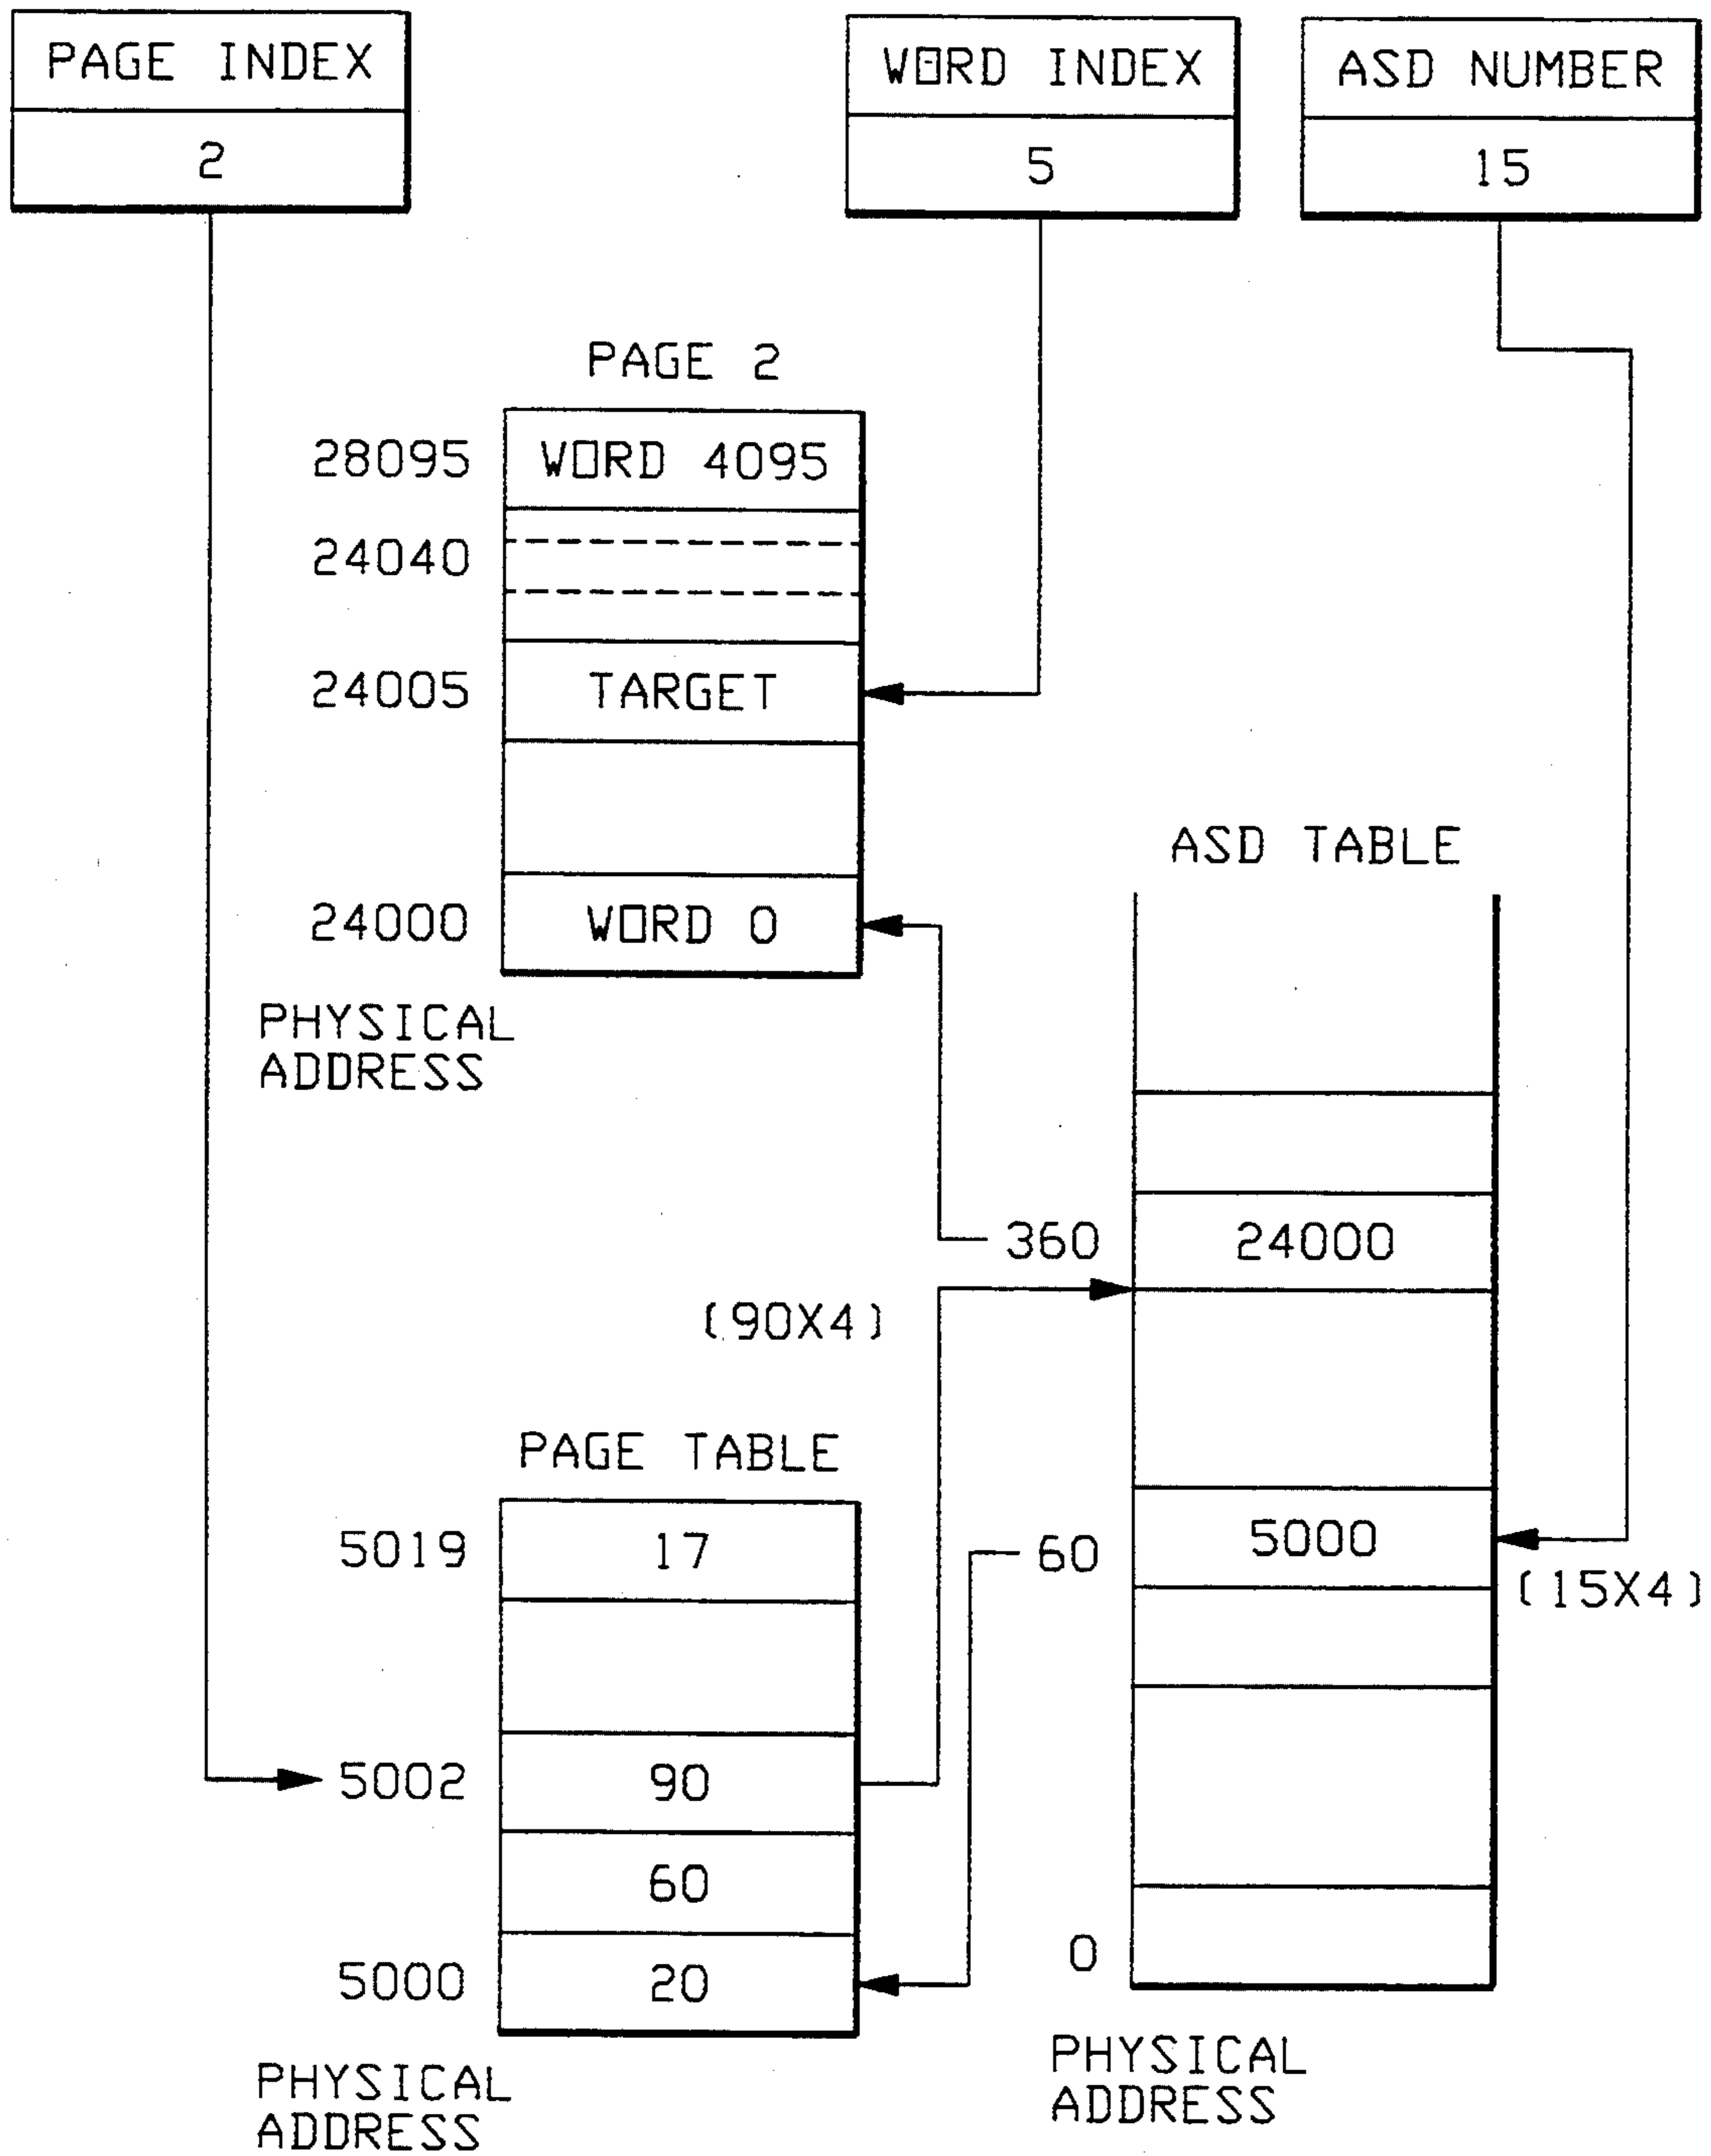 PAGE INDEX
2
WORD INDEX
5
ASD NUMBER
15
PAGE 2
28095
WORD 4095
24040
24005
TARGET
24000
WORD 0
PHYSICAL
ADDRESS
ASD TABLE
360
24000
(90X4)
60
5000
(15X4)
0
PHYSICAL
ADDRESS
PAGE TABLE
5019
17
5002
90
60
5000
20
PHYSICAL
ADDRESS